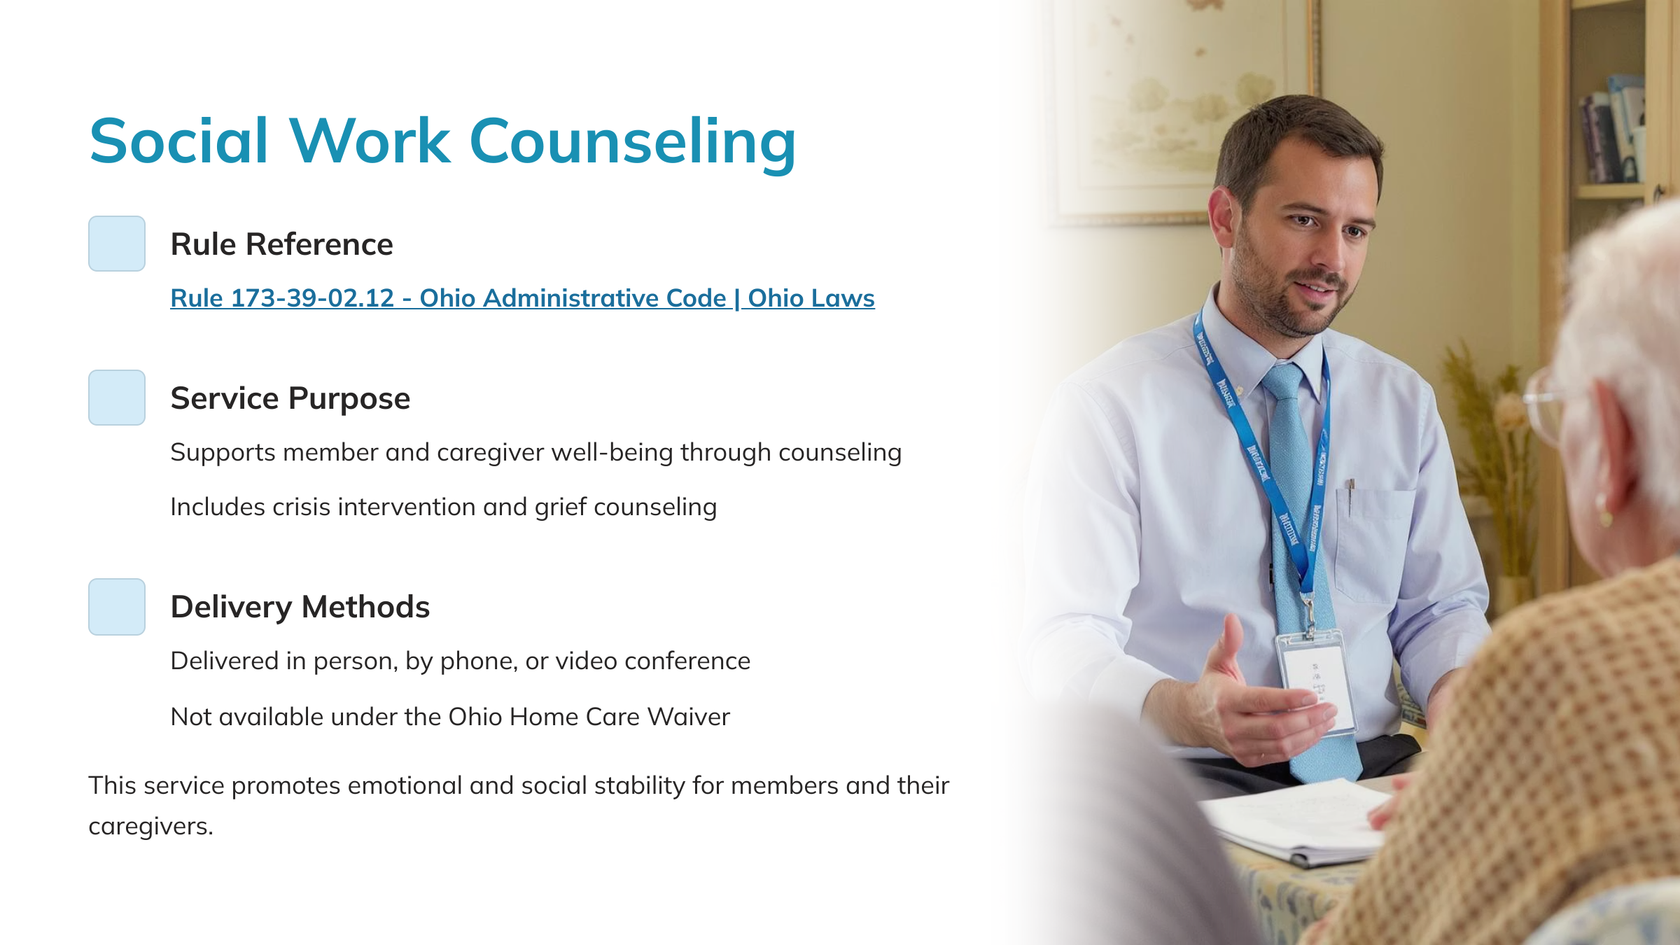 Social Work Counseling
Rule Reference
Rule 173-39-02.12 - Ohio Administrative Code | Ohio Laws
Service Purpose
Supports member and caregiver well-being through counseling
Includes crisis intervention and grief counseling
Delivery Methods
Delivered in person, by phone, or video conference
Not available under the Ohio Home Care Waiver
This service promotes emotional and social stability for members and their
caregivers.